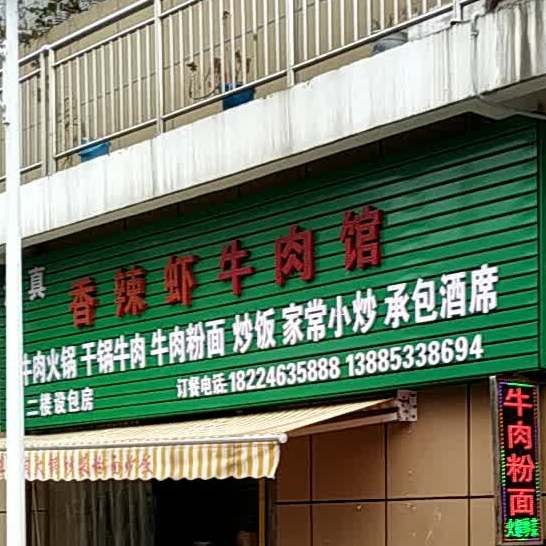 真
香辣虾牛肉馆
牛肉火锅 干锅牛肉 牛肉粉面 炒饭 家常小炒 承包酒席
二楼设包房
订餐电话:18224635888 13885338694
牛肉粉面